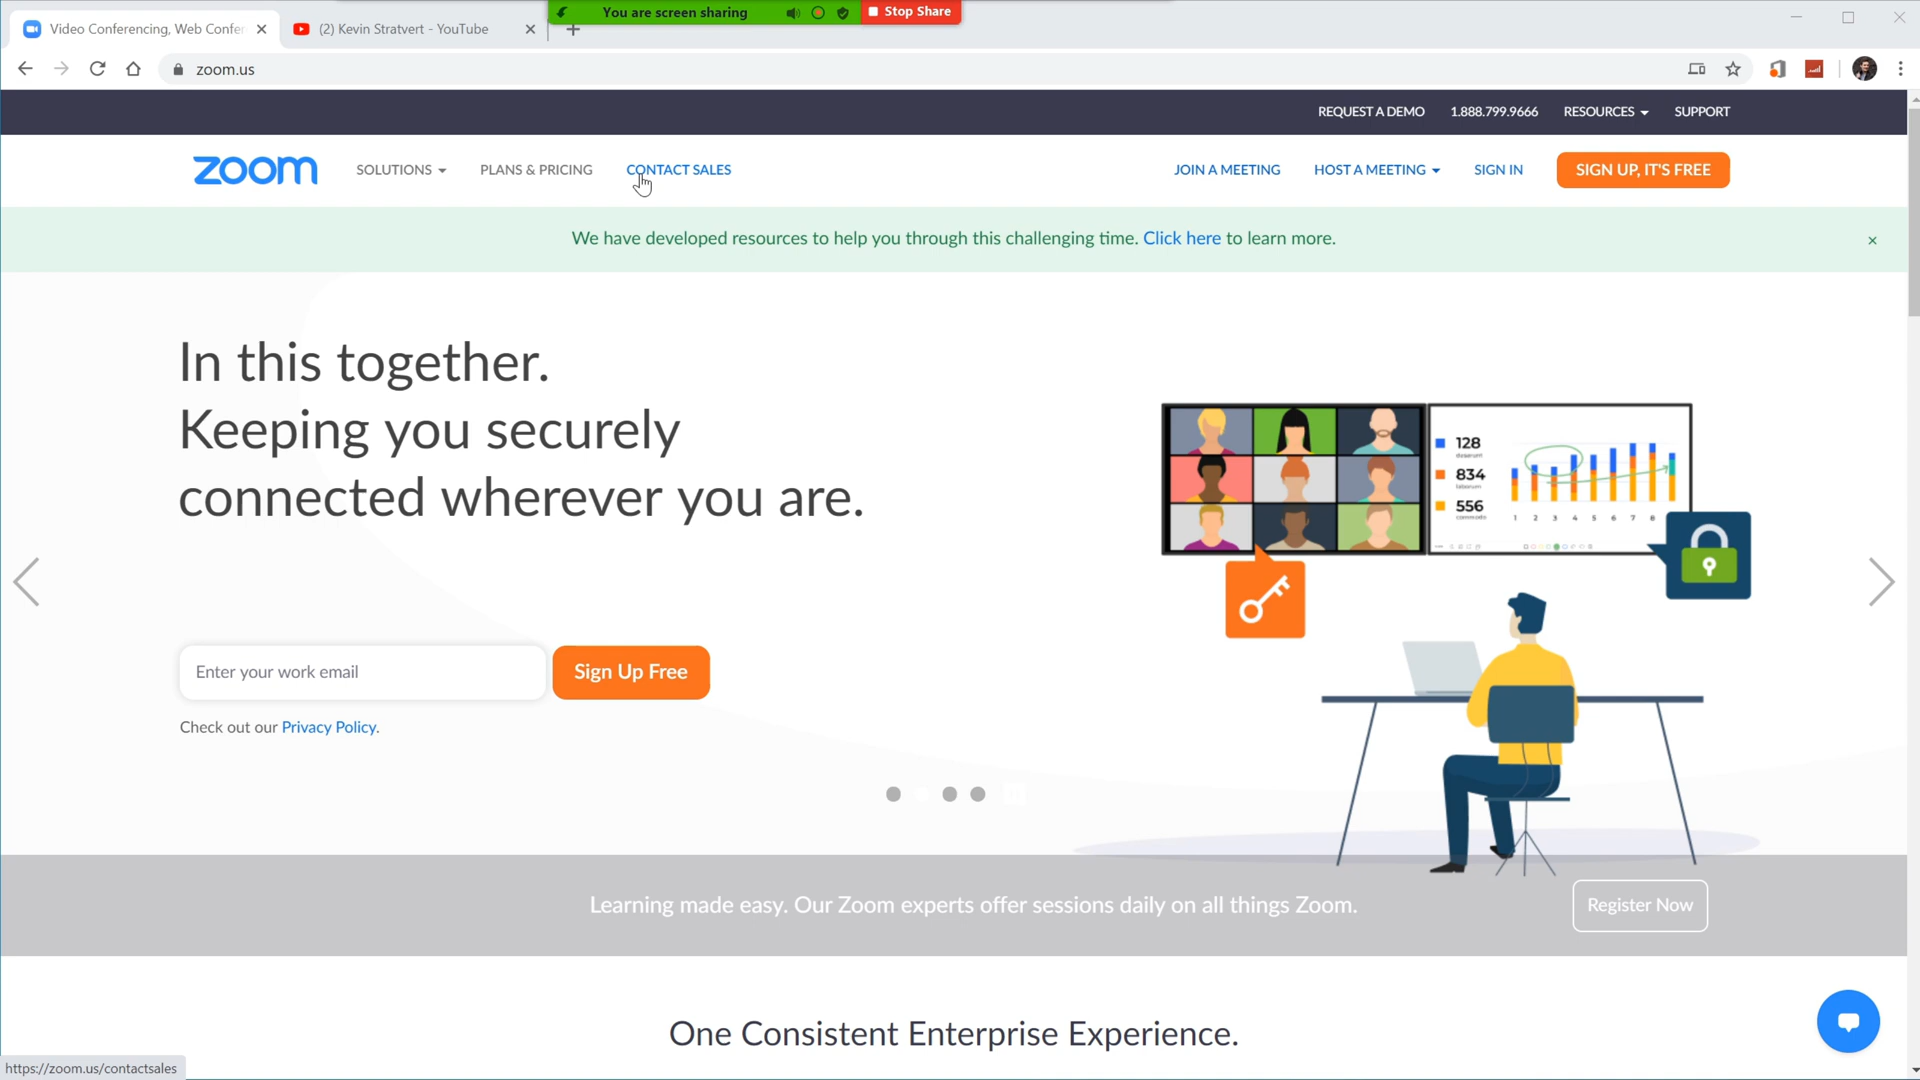 You are screen sharing
Stop Share
Video Conferencing, Web Confer
(2) Kevin Stratvert - YouTube
zoom.us
REQUEST A DEMO 1.888.799.9666 RESOURCES SUPPORT
zoom SOLUTIONS PLANS & PRICING CONTACT SALES JOIN A MEETING HOST A MEETING SIGN IN SIGN UP, IT'S FREE
We have developed resources to help you through this challenging time. Click here to learn more.
In this together.
Keeping you securely
connected wherever you are.
128
834
556
1 2 3 4 5 6 7 8
Enter your work email
Sign Up Free
Check out our Privacy Policy.
Learning made easy. Our Zoom experts offer sessions daily on all things Zoom.
Register Now
One Consistent Enterprise Experience.
https://zoom.us/contactsales